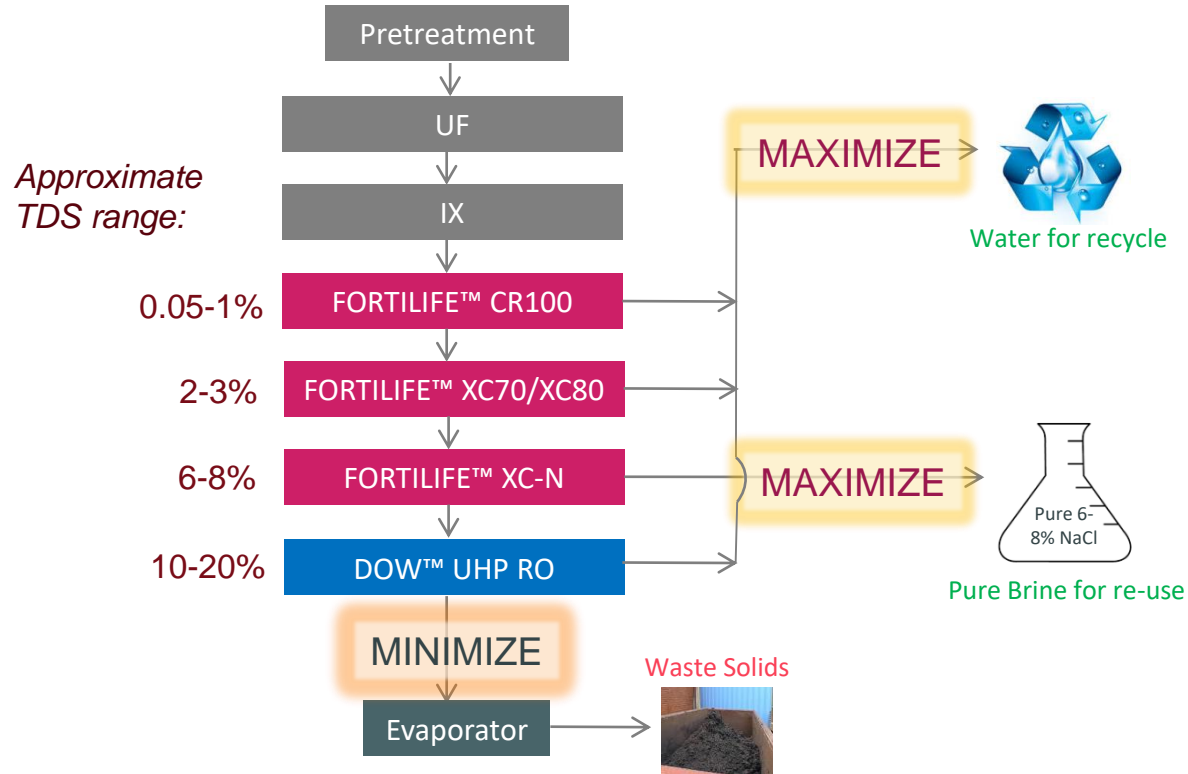 Pretreatment
UF
Approximate
TDS range:
IX
MAXIMIZE
Water for recycle
0.05-1%
FORTILIFE™ CR100
2-3%
FORTILIFE™ XC70/XC80
6-8%
FORTILIFE™ XC-N
MAXIMIZE
Pure 6-
8% NaCl
Pure Brine for re-use
10-20%
DOW™ UHP RO
MINIMIZE
Waste Solids
Evaporator